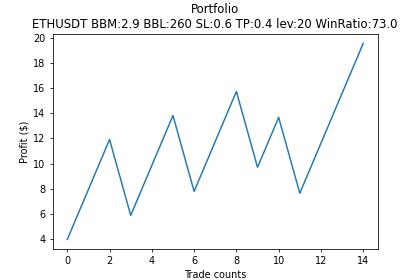 Portfolio
ETHUSDT BBM:2.9 BBL:260 SL:0.6 TP:0.4 lev:20 WinRatio:73.0
20
18
16
14
12
10
8
6
4
Profit ($)
0 2 4 6 8 10 12 14
Trade counts